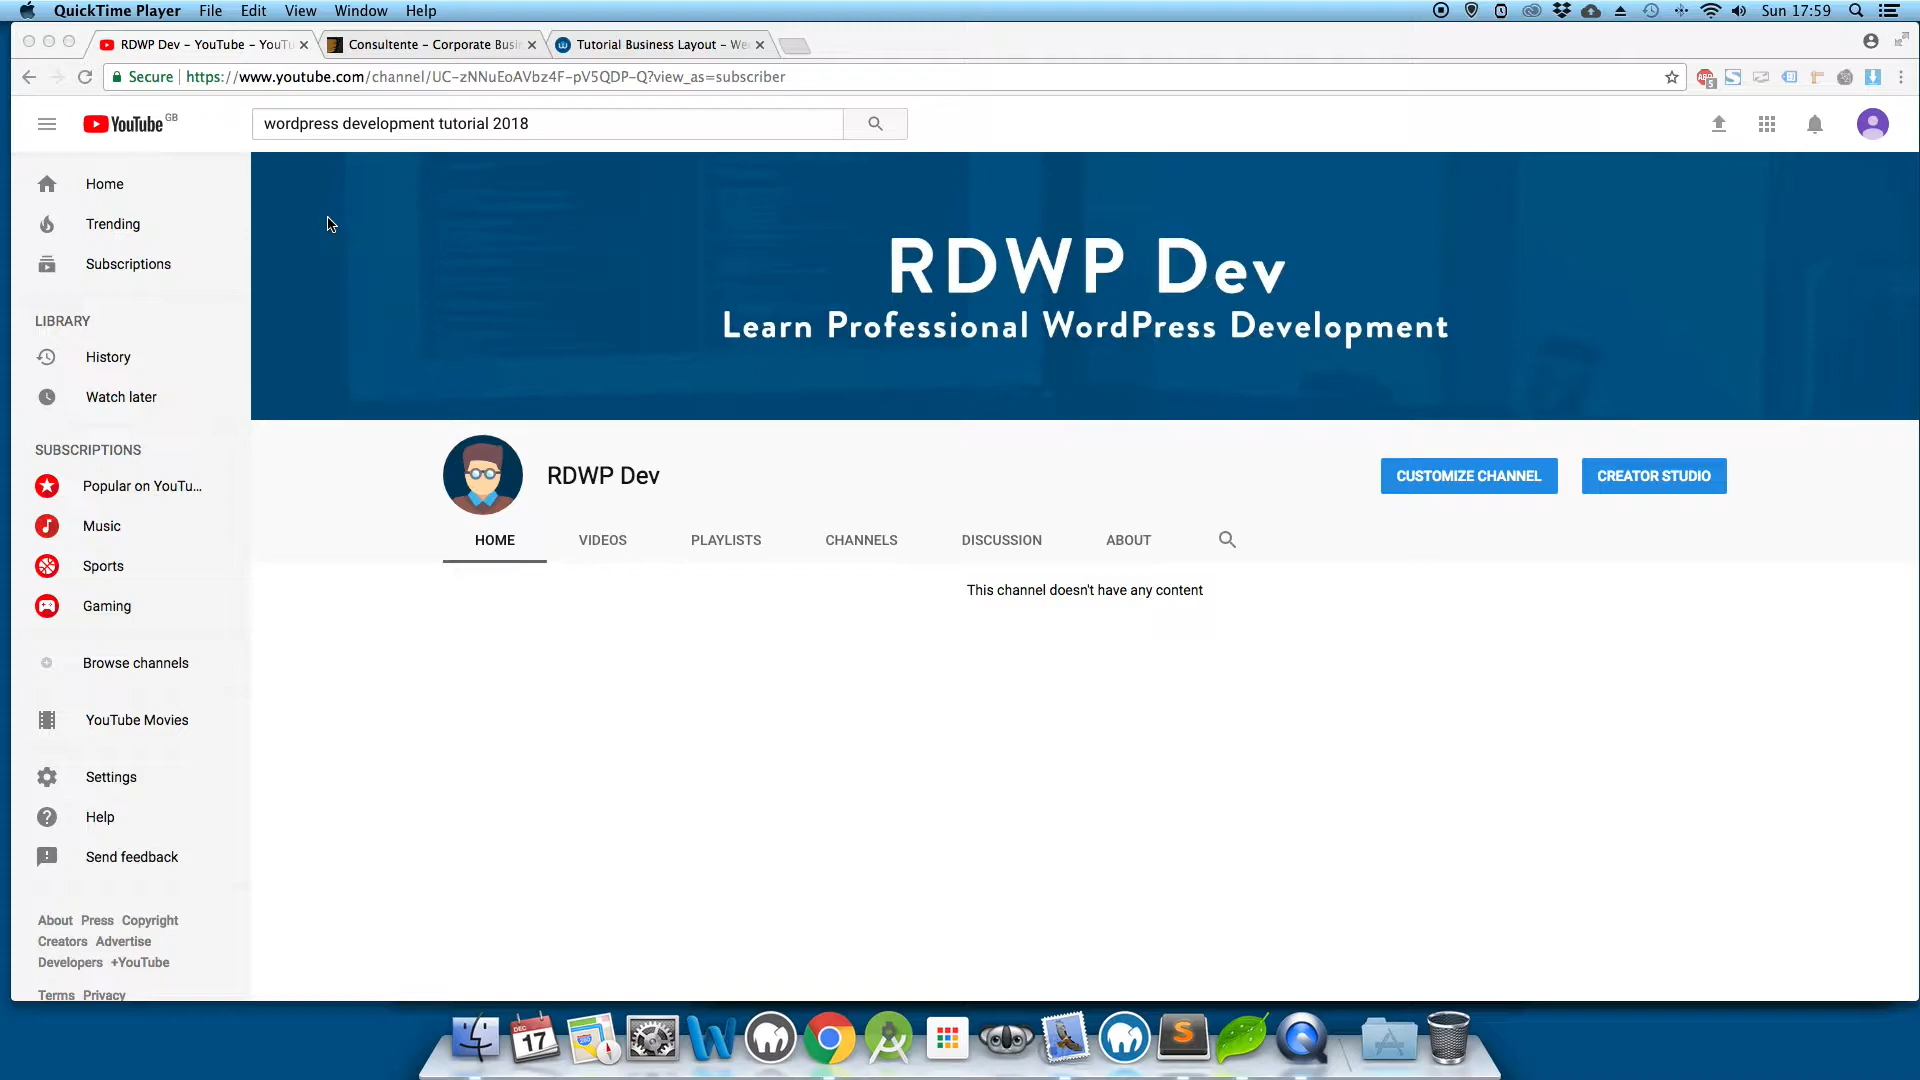 QuickTime Player File Edit View Window Help Sun 17:59
RDWP Dev – YouTube – YouTu Consultente – Corporate Busi Tutorial Business Layout – We
Secure https://www.youtube.com/channel/UC-zNNuEoAVbz4F-pV5QDP-Q?view_as=subscriber
YouTube GB wordpress development tutorial 2018
Home
Trending
Subscriptions
RDWP Dev
Learn Professional WordPress Development
LIBRARY
History
Watch later
SUBSCRIPTIONS
Popular on YouTu...
Music
Sports
Gaming
Browse channels
YouTube Movies
Settings
Help
Send feedback
About Press Copyright
Creators Advertise
Developers +YouTube
Terms Privacy
RDWP Dev
CUSTOMIZE CHANNEL CREATOR STUDIO
HOME VIDEOS PLAYLISTS CHANNELS DISCUSSION ABOUT
This channel doesn't have any content
DEC
17